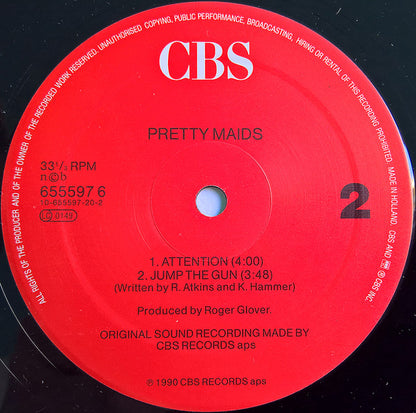 ALL RIGHTS OF THE PRODUCER AND OF THE OWNER OF THE RECORDED WORK RESERVED. UNAUTHORISED COPYING, PUBLIC PERFORMANCE, BROADCASTING, HIRING OR RENTAL OF THIS RECORDING PROHIBITED. MADE IN HOLLAND. CBS AND ℗ CBS INC.
CBS
PRETTY MAIDS
33 1/3 RPM
n©b
655597 6
10-655597-20-2
LC 0149
2
1. ATTENTION (4:00)
2. JUMP THE GUN (3:48)
(Written by R. Atkins and K. Hammer)
Produced by Roger Glover.
ORIGINAL SOUND RECORDING MADE BY
CBS RECORDS aps
℗ 1990 CBS RECORDS aps